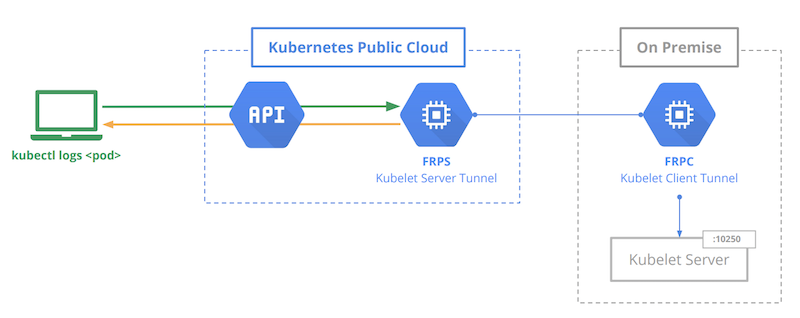 Kubernetes Public Cloud
On Premise
API
kubectl logs <pod>
FRPS
Kubelet Server Tunnel
FRPC
Kubelet Client Tunnel
:10250
Kubelet Server